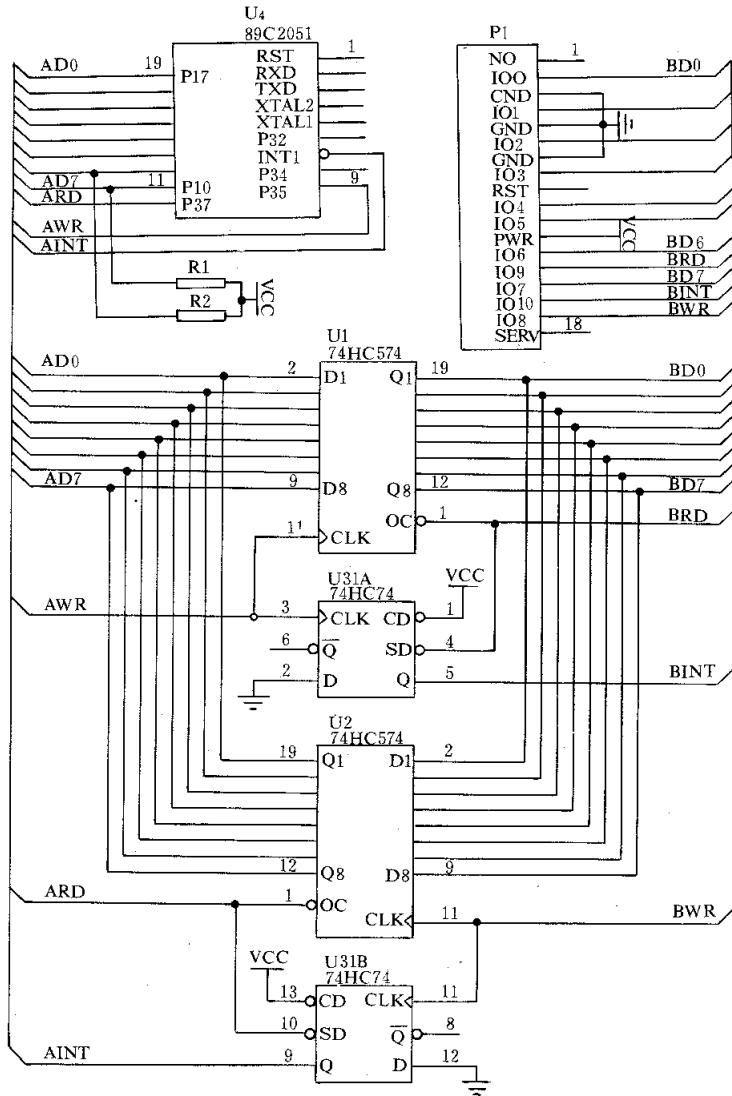 U4
89C2051
AD0 19 P17 RST 1
RXD
TXD
XTAL2
XTAL1
P32
INT1
P34
AD7 11 P10 P35 9
ARD P37
AWR
AINT
R1
R2
VCC
P1
NO 1
IO0 BD0
CND
IO1
GND
IO2
GND
IO3
RST
IO4
IO5
PWR VCC
IO6 BD6
IO9 BRD
IO7 BD7
IO10 BINT
IO8 BWR
SERV 18
U1
74HC574
AD0 2 D1 Q1 19 BD0
AD7 9 D8 Q8 12 BD7
OC 1 BRD
11 CLK
U31A
74HC74
VCC
AWR 3 CLK CD 1
6 Q SD 4
2 D Q 5 BINT
U2
74HC574
19 Q1 D1 2
12 Q8 D8 9
ARD 1 OC
CLK 11 BWR
U31B
74HC74
VCC
13 CD CLK 11
10 SD Q 8
AINT 9 Q D 12